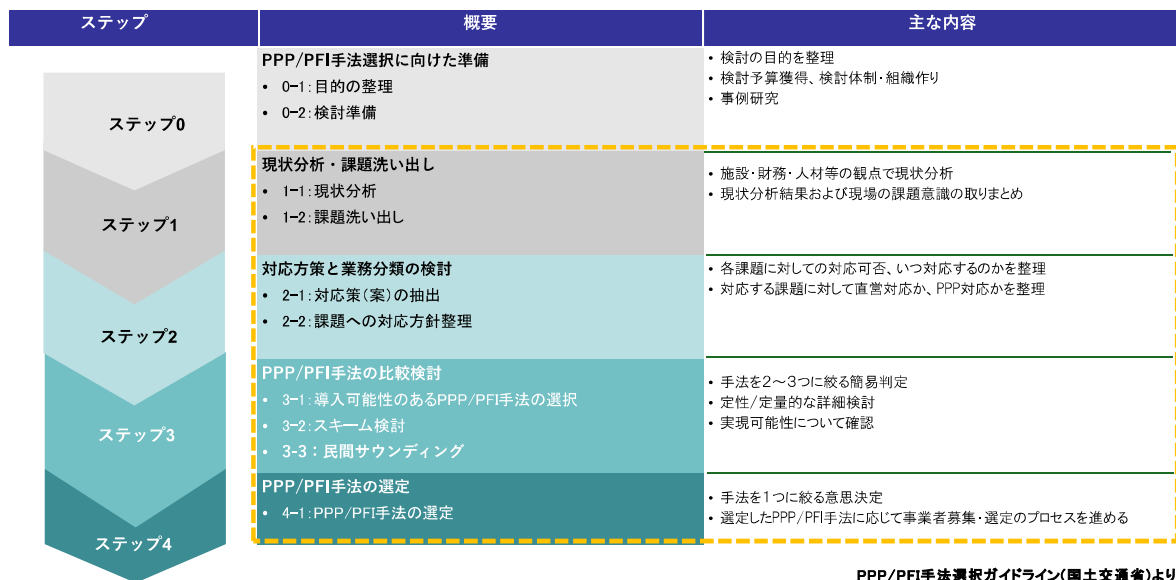 ステップ
概要
主な内容
ステップ0
PPP/PFI手法選択に向けた準備
• 0-1:目的の整理
• 0-2:検討準備
• 検討の目的を整理
• 検討予算獲得、検討体制・組織作り
• 事例研究
ステップ1
現状分析・課題洗い出し
• 1-1:現状分析
• 1-2:課題洗い出し
• 施設・財務・人材等の観点で現状分析
• 現状分析結果および現場の課題意識の取りまとめ
ステップ2
対応方策と業務分類の検討
• 2-1:対応策(案)の抽出
• 2-2:課題への対応方針整理
• 各課題に対しての対応可否、いつ対応するのかを整理
• 対応する課題に対して直営対応か、PPP対応かを整理
ステップ3
PPP/PFI手法の比較検討
• 3-1:導入可能性のあるPPP/PFI手法の選択
• 3-2:スキーム検討
• 3-3:民間サウンディング
• 手法を2~3つに絞る簡易判定
• 定性/定量的な詳細検討
• 実現可能性について確認
ステップ4
PPP/PFI手法の選定
• 4-1:PPP/PFI手法の選定
• 手法を1つに絞る意思決定
• 選定したPPP/PFI手法に応じて事業者募集・選定のプロセスを進める
PPP/PFI手法選択ガイドライン(国土交通省)より